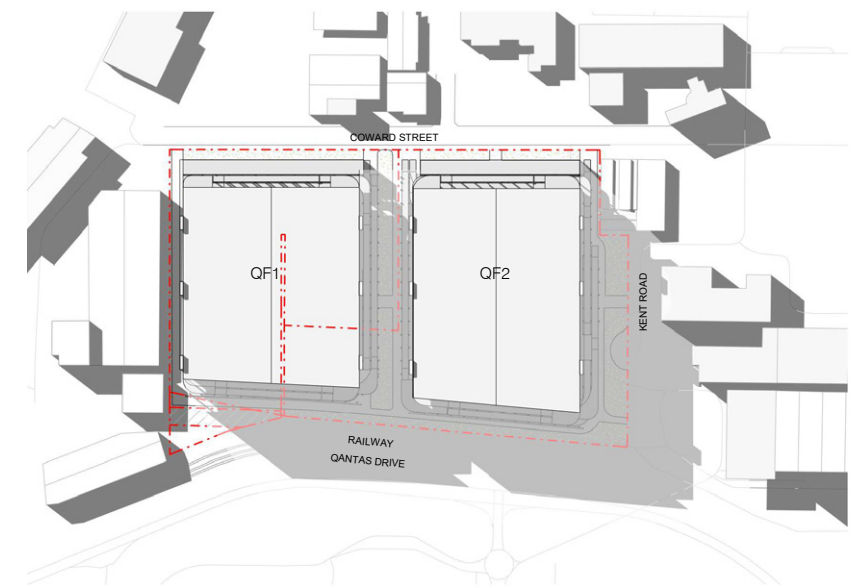 COWARD STREET
QF1
QF2
KENT ROAD
RAILWAY
QANTAS DRIVE